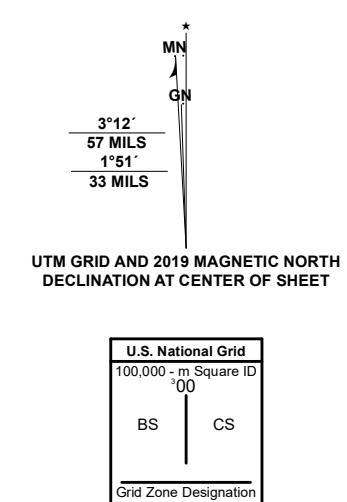 ★
MN
GN
3°12´
57 MILS
1°51´
33 MILS
UTM GRID AND 2019 MAGNETIC NORTH
DECLINATION AT CENTER OF SHEET
U.S. National Grid
100,000 - m Square ID
³00
BS CS
Grid Zone Designation